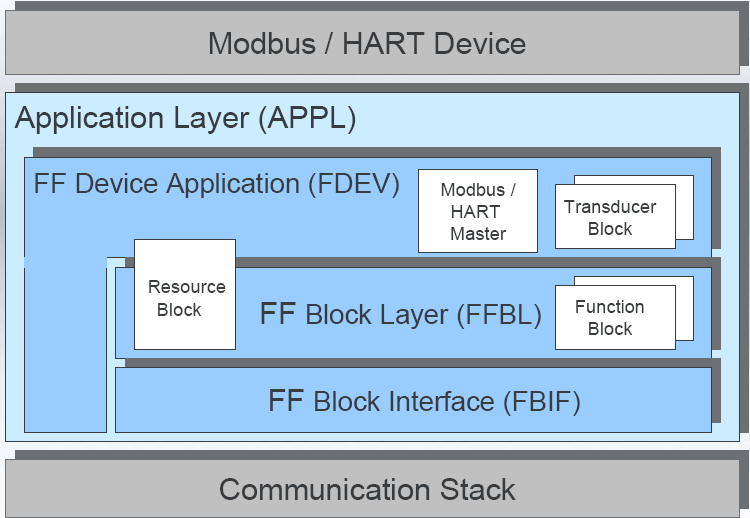 Modbus / HART Device
Application Layer (APPL)
FF Device Application (FDEV)
Modbus /
HART
Master
Transducer
Block
Resource
Block
FF Block Layer (FFBL)
Function
Block
FF Block Interface (FBIF)
Communication Stack